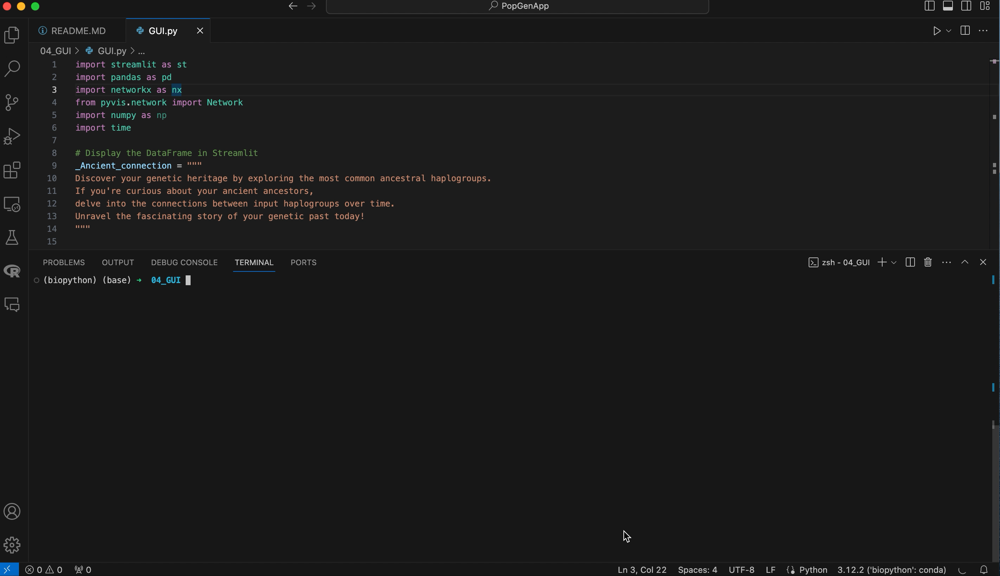 PopGenApp
README.MD
GUI.py
04_GUI > GUI.py > ...
1 import streamlit as st
2 import pandas as pd
3 import networkx as nx
4 from pyvis.network import Network
5 import numpy as np
6 import time
7
8 # Display the DataFrame in Streamlit
9 _Ancient_connection = """
10 Discover your genetic heritage by exploring the most common ancestral haplogroups.
11 If you're curious about your ancient ancestors,
12 delve into the connections between input haplogroups over time.
13 Unravel the fascinating story of your genetic past today!
14 """
15
PROBLEMS OUTPUT DEBUG CONSOLE TERMINAL PORTS zsh - 04_GUI
(biopython) (base) ➜ 04_GUI
0 0 0 Ln 3, Col 22 Spaces: 4 UTF-8 LF Python 3.12.2 ('biopython': conda)